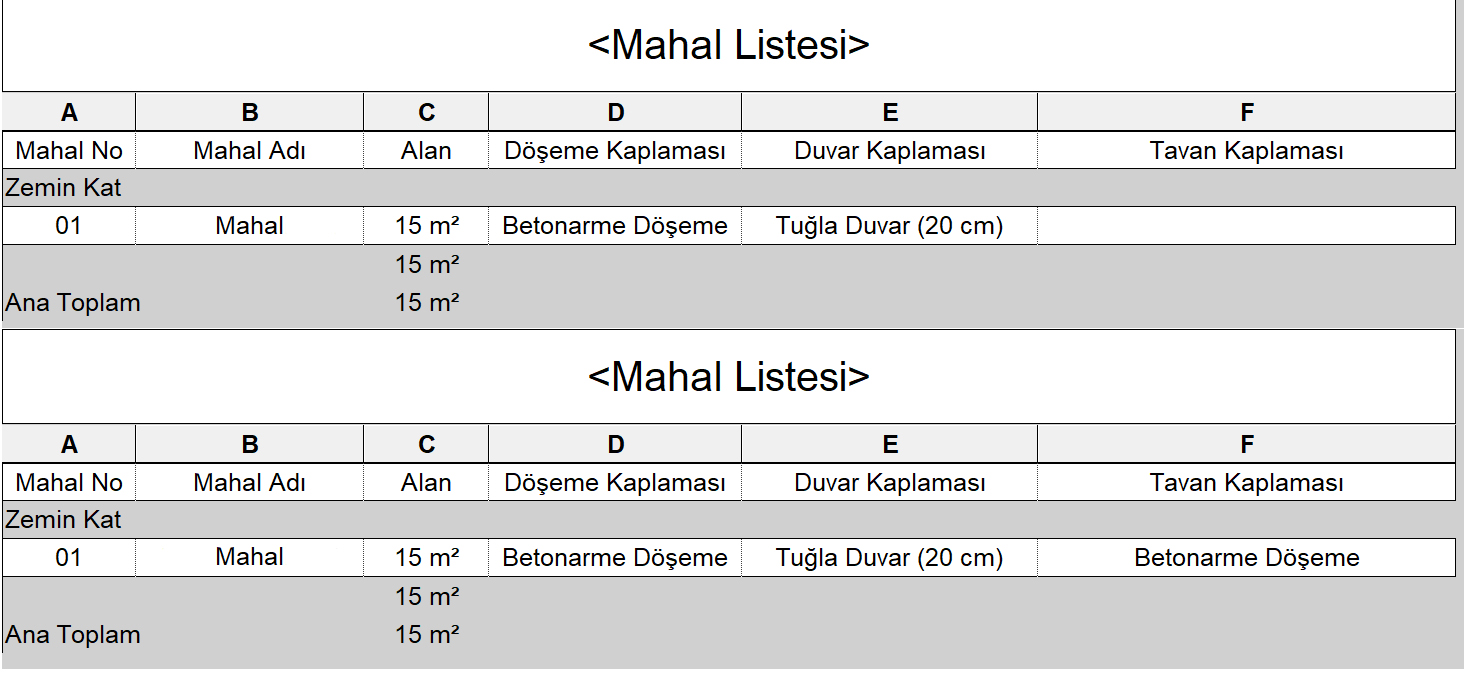 <Mahal Listesi>
A B C D E F
Mahal No Mahal Adı Alan Döşeme Kaplaması Duvar Kaplaması Tavan Kaplaması
Zemin Kat
01 Mahal 15 m² Betonarme Döşeme Tuğla Duvar (20 cm)
15 m²
Ana Toplam 15 m²
<Mahal Listesi>
A B C D E F
Mahal No Mahal Adı Alan Döşeme Kaplaması Duvar Kaplaması Tavan Kaplaması
Zemin Kat
01 Mahal 15 m² Betonarme Döşeme Tuğla Duvar (20 cm) Betonarme Döşeme
15 m²
Ana Toplam 15 m²